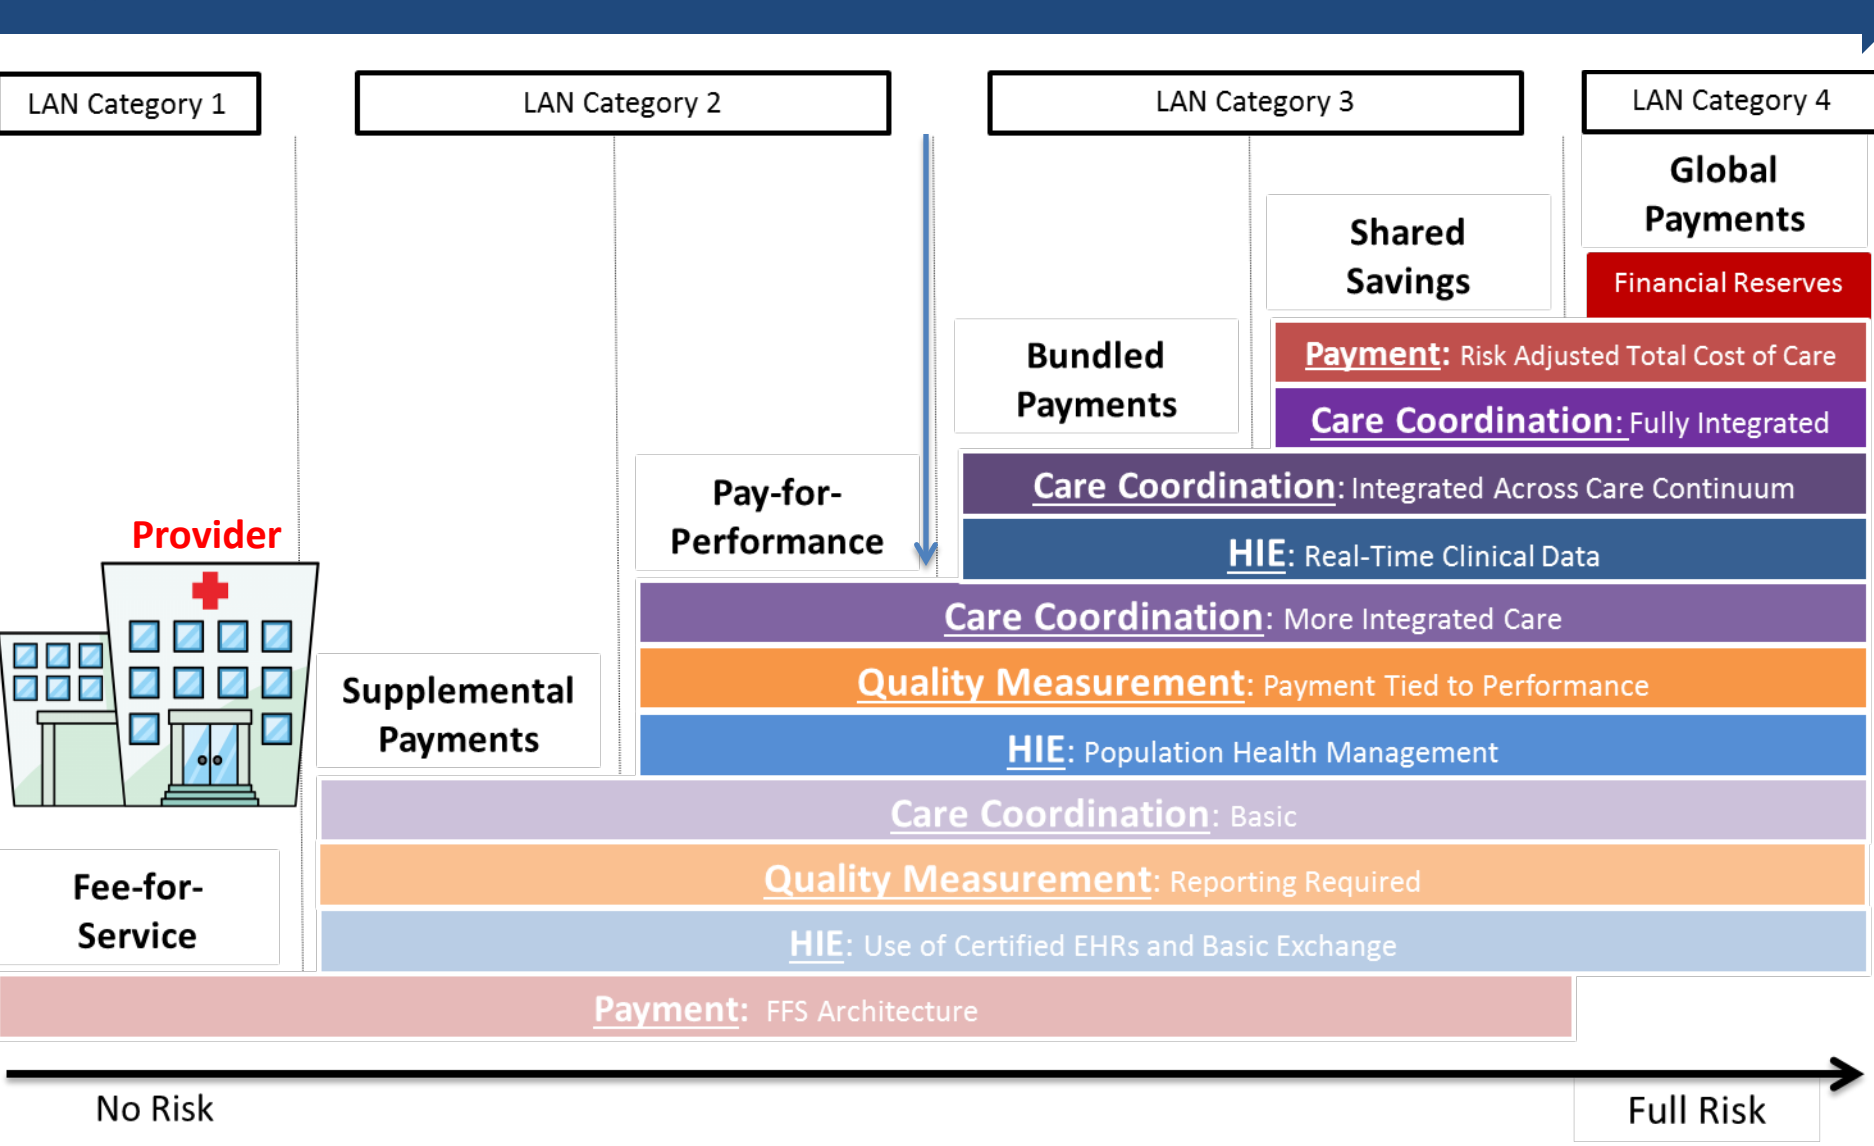 LAN Category 1
LAN Category 2
LAN Category 3
LAN Category 4
Global
Payments
Shared
Savings
Financial Reserves
Bundled
Payments
Payment: Risk Adjusted Total Cost of Care
Care Coordination: Fully Integrated
Pay-for-
Performance
Care Coordination: Integrated Across Care Continuum
Provider
HIE: Real-Time Clinical Data
Care Coordination: More Integrated Care
Supplemental
Payments
Quality Measurement: Payment Tied to Performance
HIE: Population Health Management
Care Coordination: Basic
Fee-for-
Service
Quality Measurement: Reporting Required
HIE: Use of Certified EHRs and Basic Exchange
Payment: FFS Architecture
No Risk
Full Risk